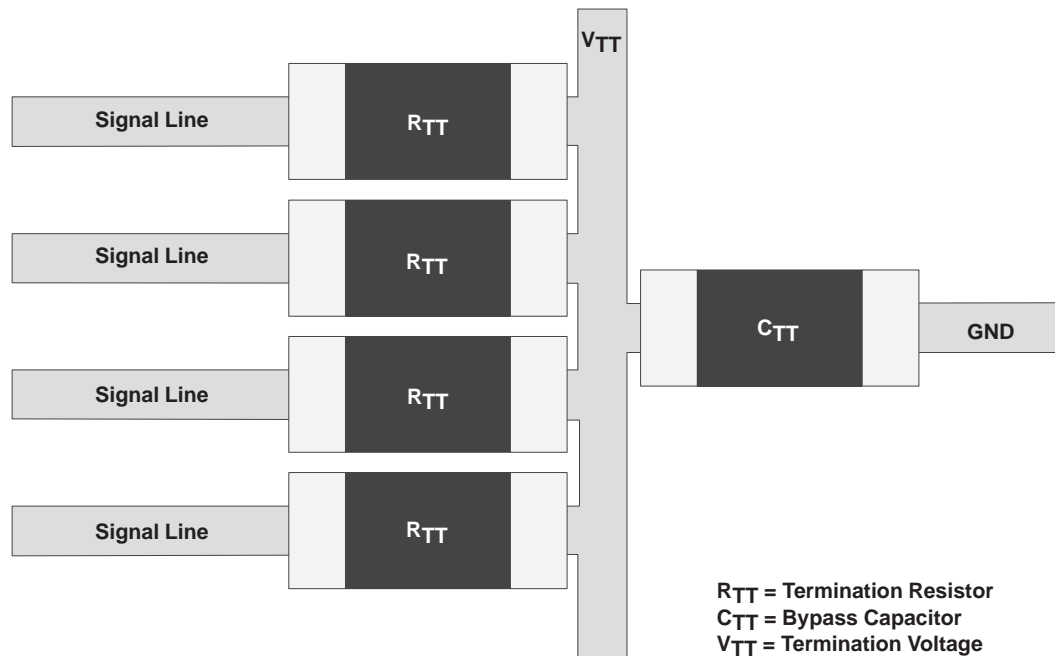 VTT
Signal Line
RTT
Signal Line
RTT
Signal Line
RTT
Signal Line
RTT
CTT
GND
RTT = Termination Resistor
CTT = Bypass Capacitor
VTT = Termination Voltage